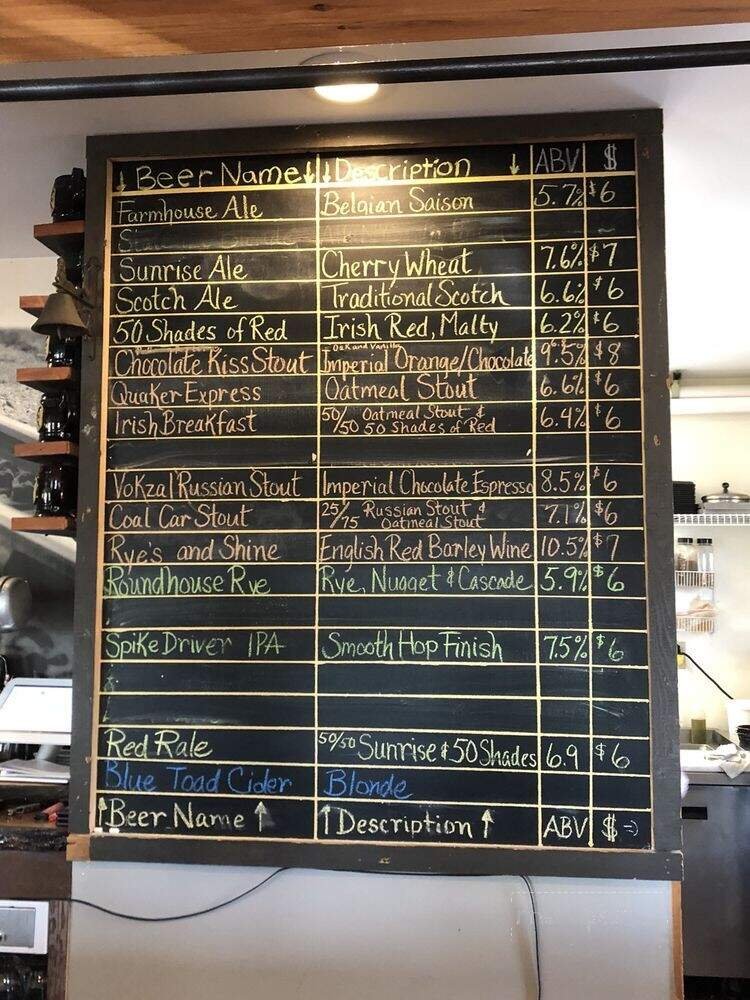 ↓ Beer Name ↓ ↓ Description ↓ ABV $
Farmhouse Ale Belgian Saison 5.7% $6
Sunrise Ale Cherry Wheat 7.6% $7
Scotch Ale Traditional Scotch 6.6% $6
50 Shades of Red Irish Red, Malty 6.2% $6
Oak and Vanilla
Chocolate Kiss Stout Imperial Orange/Chocolate 9.5% $8
Quaker Express Oatmeal Stout 6.6% $6
Irish Breakfast 50/50 Oatmeal Stout & 50 Shades of Red 6.4% $6
Vokzal Russian Stout Imperial Chocolate Espresso 8.5% $6
Coal Car Stout 25/75 Russian Stout & Oatmeal Stout 7.1% $6
Rye's and Shine English Red Barley Wine 10.5% $7
Roundhouse Rye Rye, Nugget & Cascade 5.9% $6
Spike Driver IPA Smooth Hop Finish 7.5% $6
Red Rale 50/50 Sunrise & 50 Shades 6.9 $6
Blue Toad Cider Blonde
↑ Beer Name ↑ ↑ Description ↑ ABV $ =)